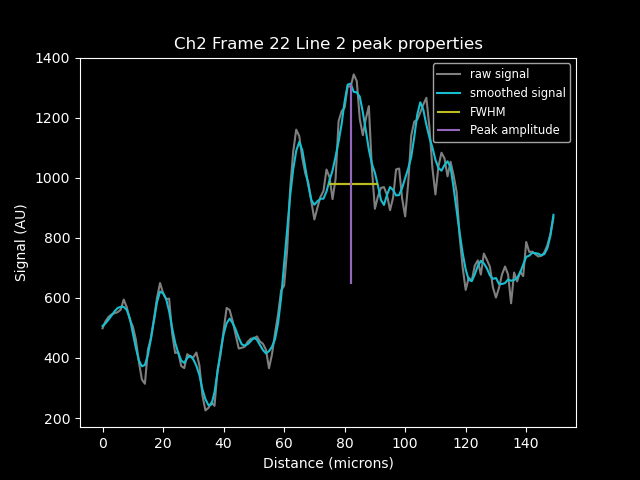 Ch2 Frame 22 Line 2 peak properties
raw signal
smoothed signal
FWHM
Peak amplitude
1400
1200
1000
800
600
400
200
Signal (AU)
0 20 40 60 80 100 120 140
Distance (microns)